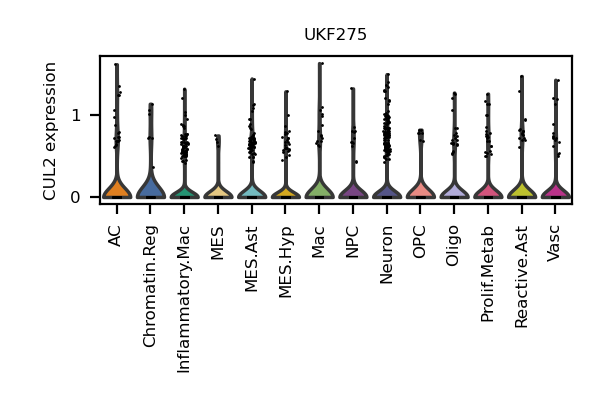 UKF275
CUL2 expression
1
0
AC
Chromatin.Reg
Inflammatory.Mac
MES
MES.Ast
MES.Hyp
Mac
NPC
Neuron
OPC
Oligo
Prolif.Metab
Reactive.Ast
Vasc